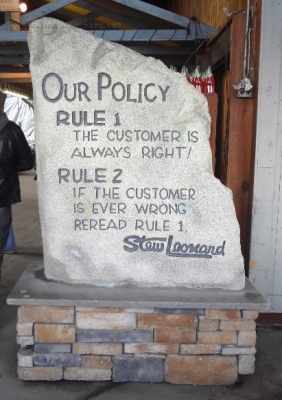 OUR POLICY
RULE 1
THE CUSTOMER IS
ALWAYS RIGHT!
RULE 2
IF THE CUSTOMER
IS EVER WRONG
REREAD RULE 1.
Stew Leonard